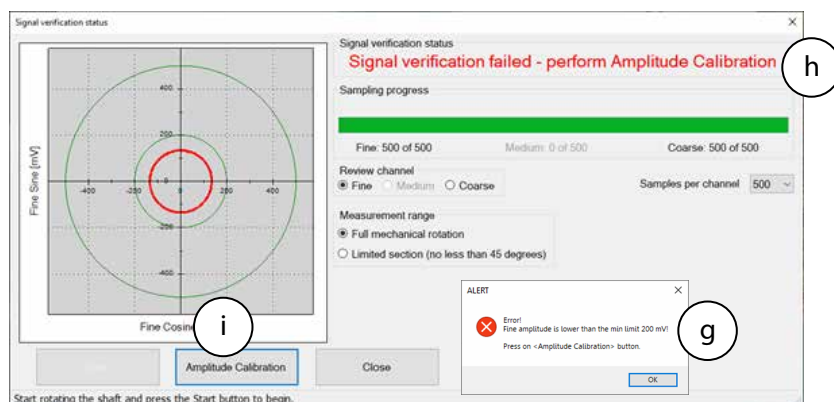 Signal verification status
Signal verification status
Signal verification failed - perform Amplitude Calibration
h
Sampling progress
Fine: 500 of 500 Medium: 0 of 500 Coarse: 500 of 500
Review channel
Fine Medium Coarse
Samples per channel 500
Measurement range
Full mechanical rotation
Limited section (no less than 45 degrees)
Fine Sine [mV]
400
200
-400 -200 0 200 400
0
-200
-400
Fine Cosine
i
ALERT
Error!
Fine amplitude is lower than the min limit 200 mV!
Press on <Amplitude Calibration> button.
OK
g
Amplitude Calibration Close
Start rotating the shaft and press the Start button to begin.